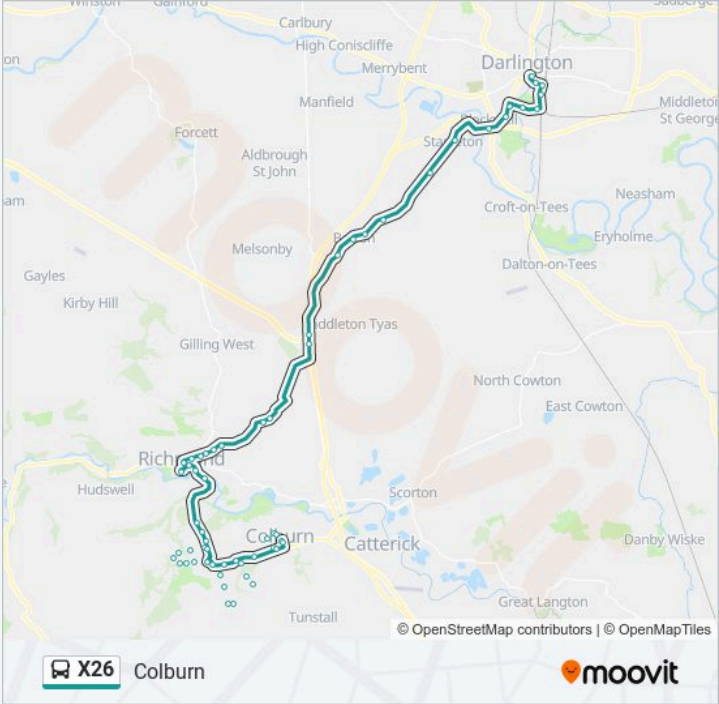 Winston
Gainford
Sadberge
Carlbury
High Coniscliffe
Darlington
Merrybent
Manfield
Middleton
St George
Forcett
Stapleton
Aldbrough
St John
Neasham
Croft-on-Tees
Eryholme
Melsonby
Dalton-on-Tees
Gayles
Kirby Hill
Middleton Tyas
Gilling West
North Cowton
East Cowton
Richmond
Hudswell
Scorton
Colburn
Catterick
Danby Wiske
Great Langton
Tunstall
© OpenStreetMap contributors | © OpenMapTiles
X26 Colburn
moovit